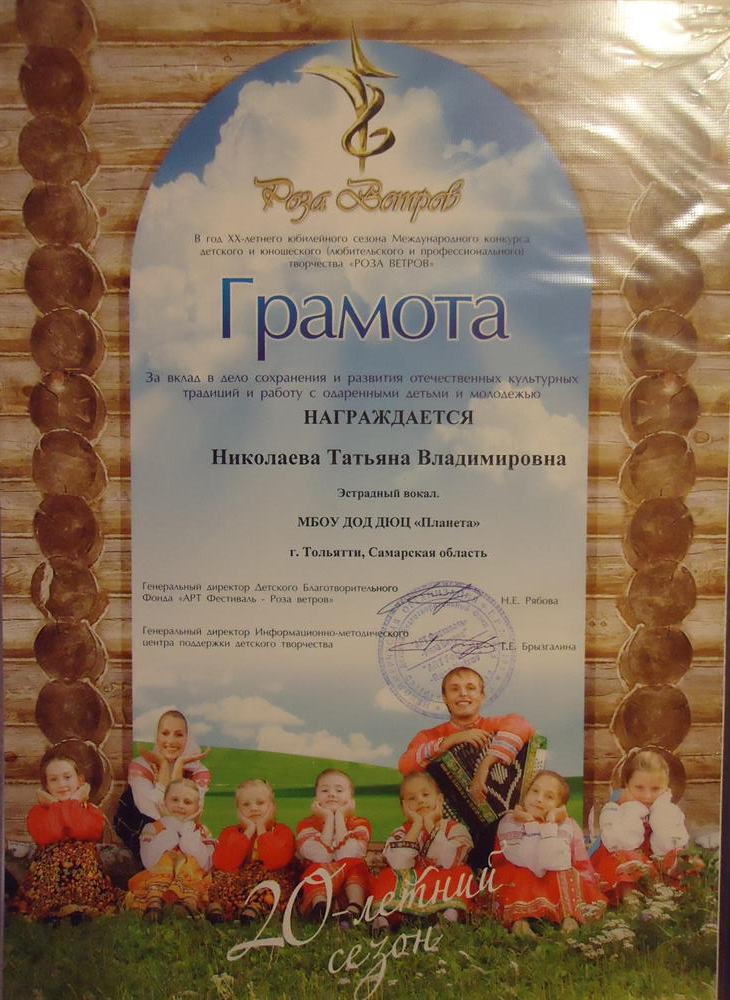 Роза Ветров
В год XX-летнего юбилейного сезона Международного конкурса
детского и юношеского (любительского и профессионального)
творчества «РОЗА ВЕТРОВ»
Грамота
За вклад в дело сохранения и развития отечественных культурных
традиций и работу с одаренными детьми и молодежью
НАГРАЖДАЕТСЯ
Николаева Татьяна Владимировна
Эстрадный вокал.
МБОУ ДОД ДЮЦ «Планета»
г. Тольятти, Самарская область
Генеральный директор Детского Благотворительного
Фонда «АРТ Фестиваль - Роза ветров»
Н.Е. Рябова
Генеральный директор Информационно-методического
центра поддержки детского творчества
Т.Е. Брызгалина
20-летний
сезон